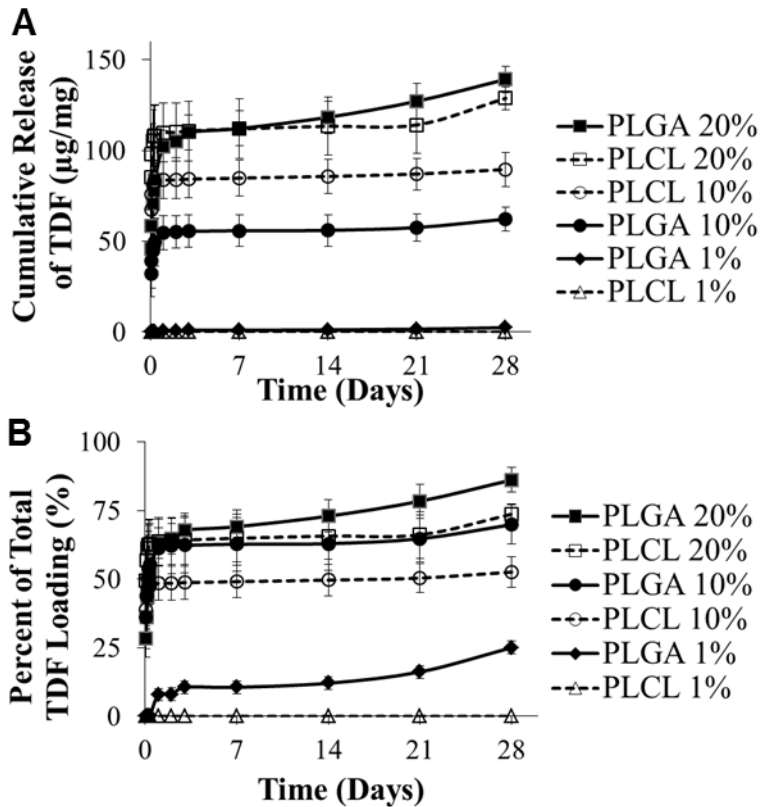 A
Cumulative Release
of TDF (µg/mg)
150
100
50
0
0 7 14 21 28
Time (Days)
PLGA 20%
PLCL 20%
PLCL 10%
PLGA 10%
PLGA 1%
PLCL 1%
B
Percent of Total
TDF Loading (%)
100
75
50
25
0
0 7 14 21 28
Time (Days)
PLGA 20%
PLCL 20%
PLGA 10%
PLCL 10%
PLGA 1%
PLCL 1%